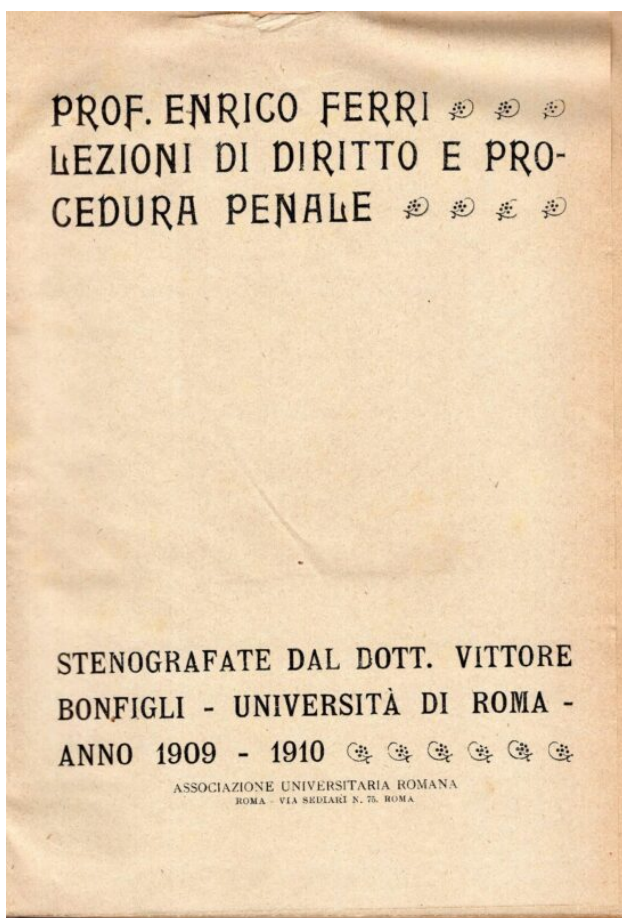 PROF. ENRICO FERRI
LEZIONI DI DIRITTO E PRO-
CEDURA PENALE
STENOGRAFATE DAL DOTT. VITTORE
BONFIGLI - UNIVERSITÀ DI ROMA -
ANNO 1909 - 1910
ASSOCIAZIONE UNIVERSITARIA ROMANA
ROMA - VIA SEDIARI N. 75. ROMA